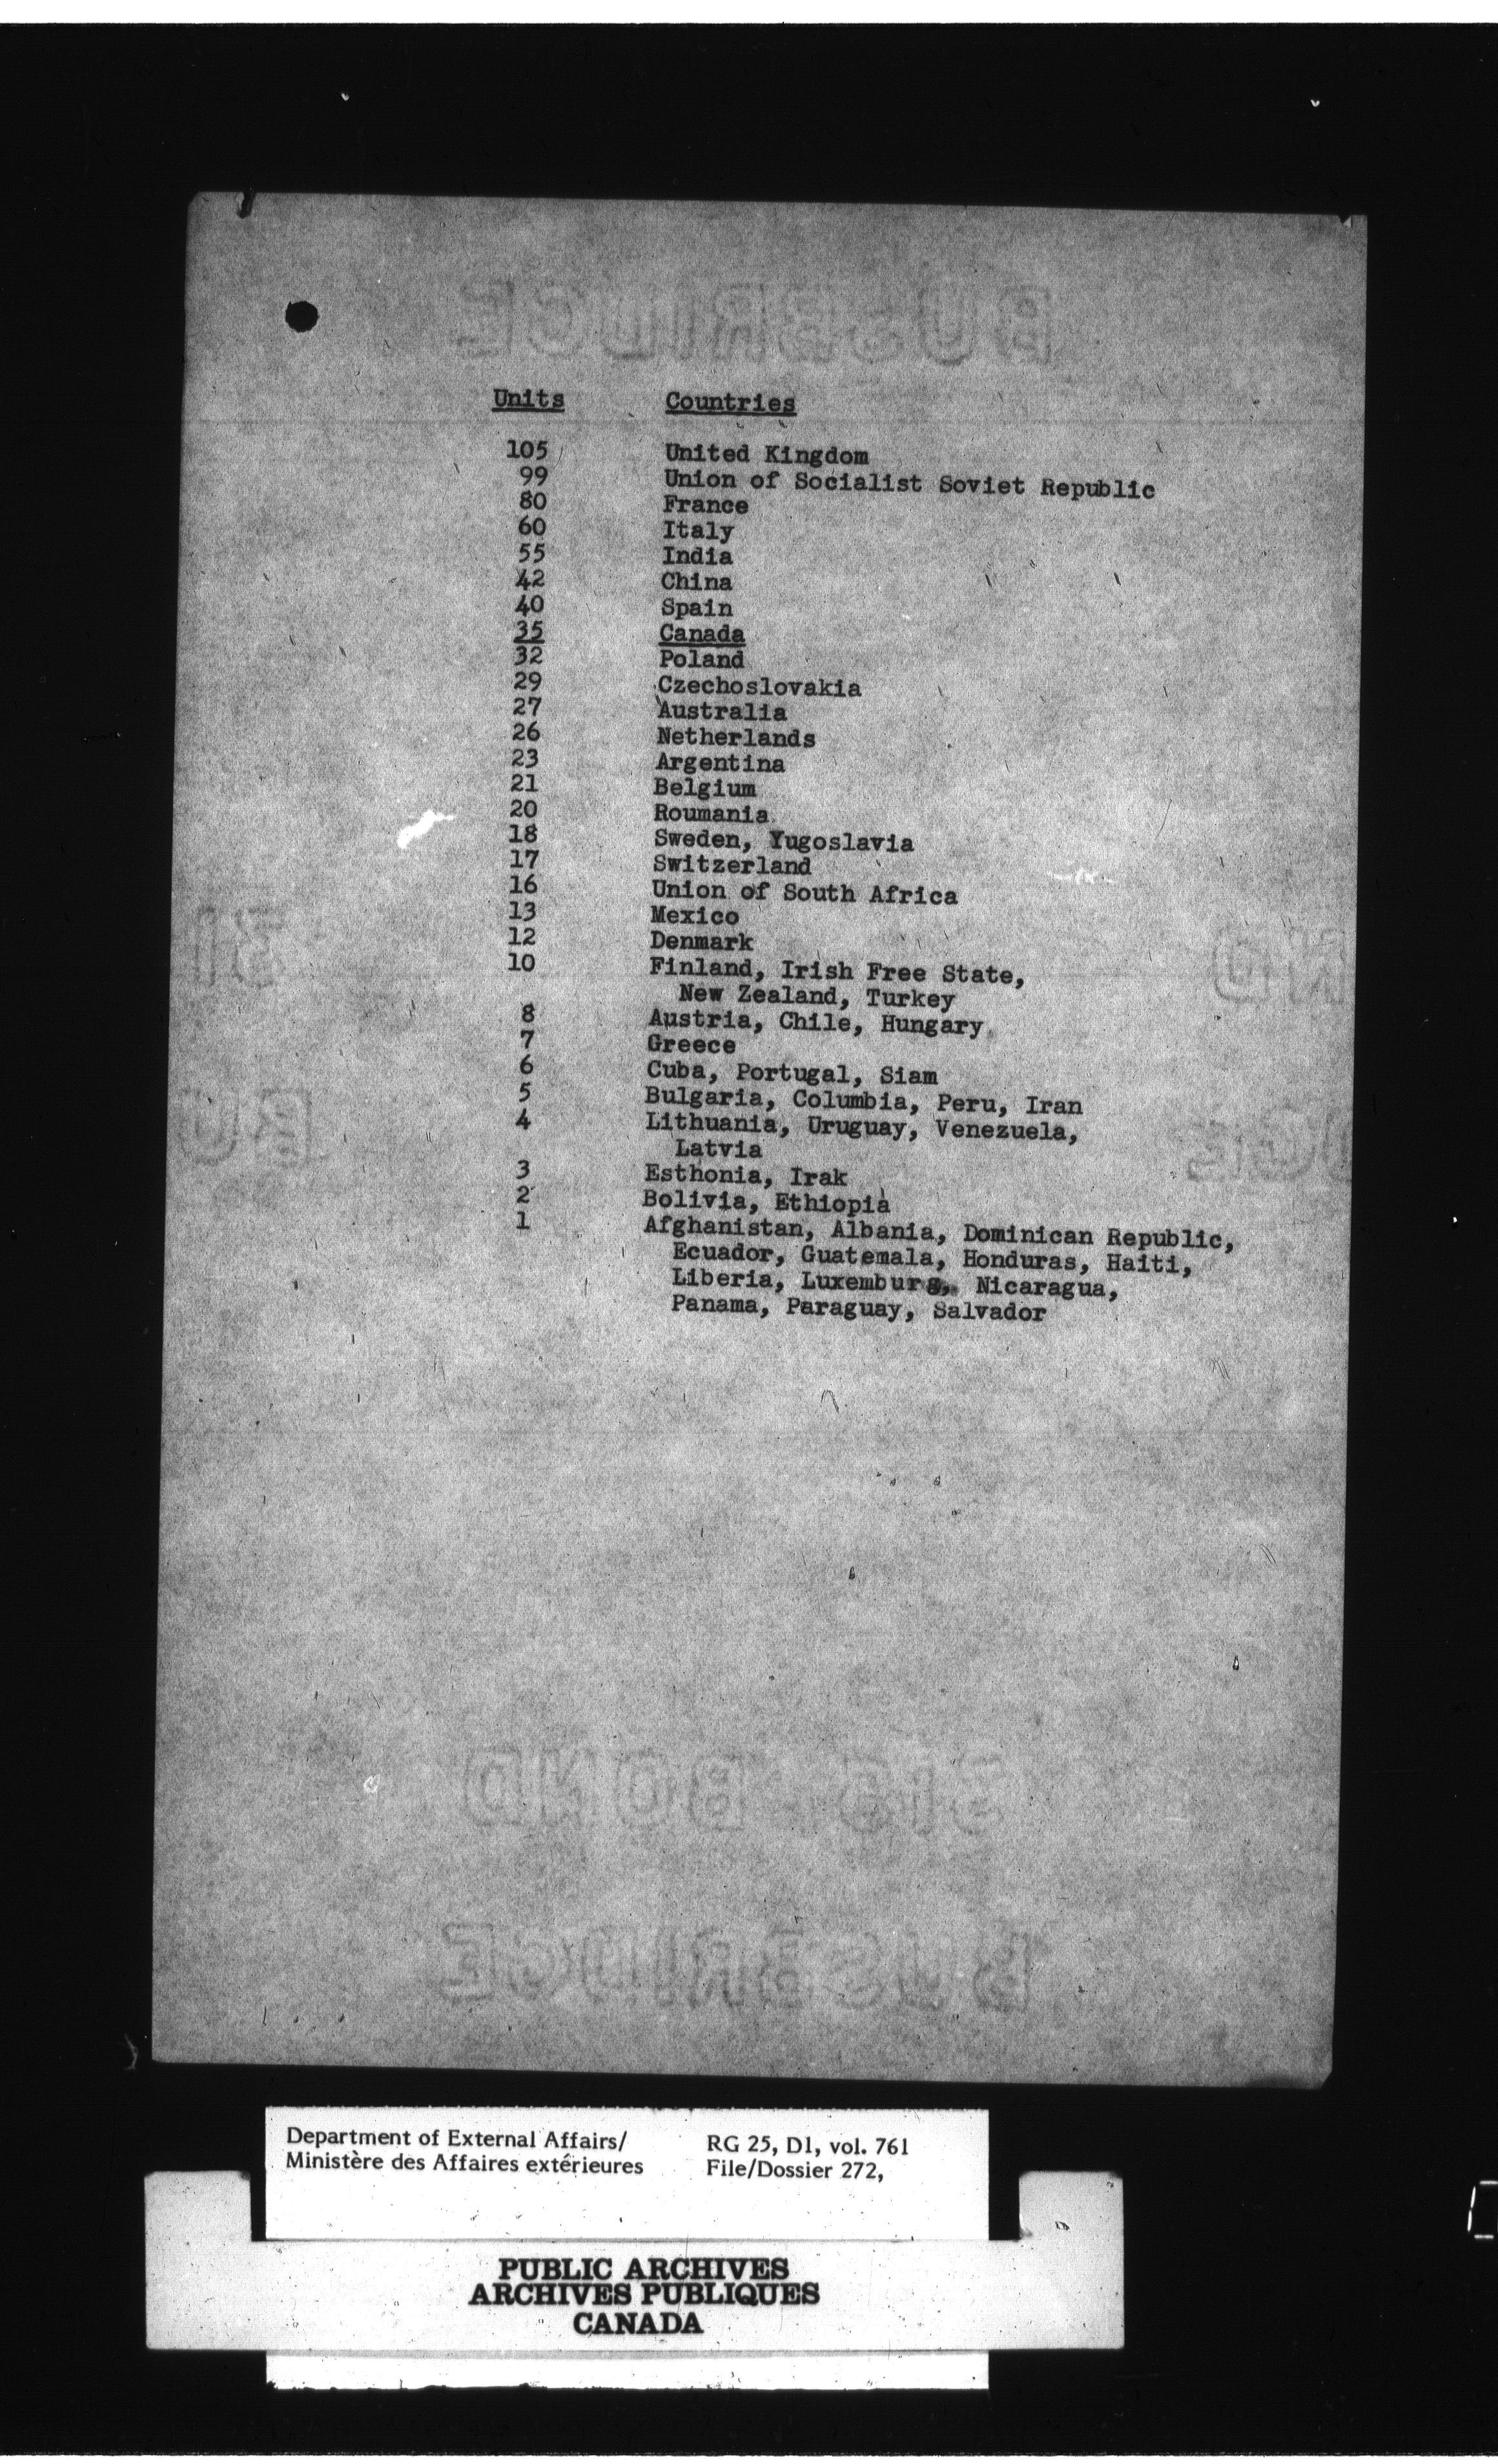 Units Countries
105 United Kingdom
99 Union of Socialist Soviet Republic
80 France
60 Italy
55 India
42 China
40 Spain
35 Canada
32 Poland
29 Czechoslovakia
27 Australia
26 Netherlands
23 Argentina
21 Belgium
20 Roumania
18 Sweden, Yugoslavia
17 Switzerland
16 Union of South Africa
13 Mexico
12 Denmark
10 Finland, Irish Free State,
New Zealand, Turkey
8 Austria, Chile, Hungary
7 Greece
6 Cuba, Portugal, Siam
5 Bulgaria, Columbia, Peru, Iran
4 Lithuania, Uruguay, Venezuela,
Latvia
3 Esthonia, Irak
2 Bolivia, Ethiopia
1 Afghanistan, Albania, Dominican Republic,
Ecuador, Guatemala, Honduras, Haiti,
Liberia, Luxemburg, Nicaragua,
Panama, Paraguay, Salvador
Department of External Affairs/ RG 25, D1, vol. 761
Ministère des Affaires extérieures File/Dossier 272,
PUBLIC ARCHIVES
ARCHIVES PUBLIQUES
CANADA